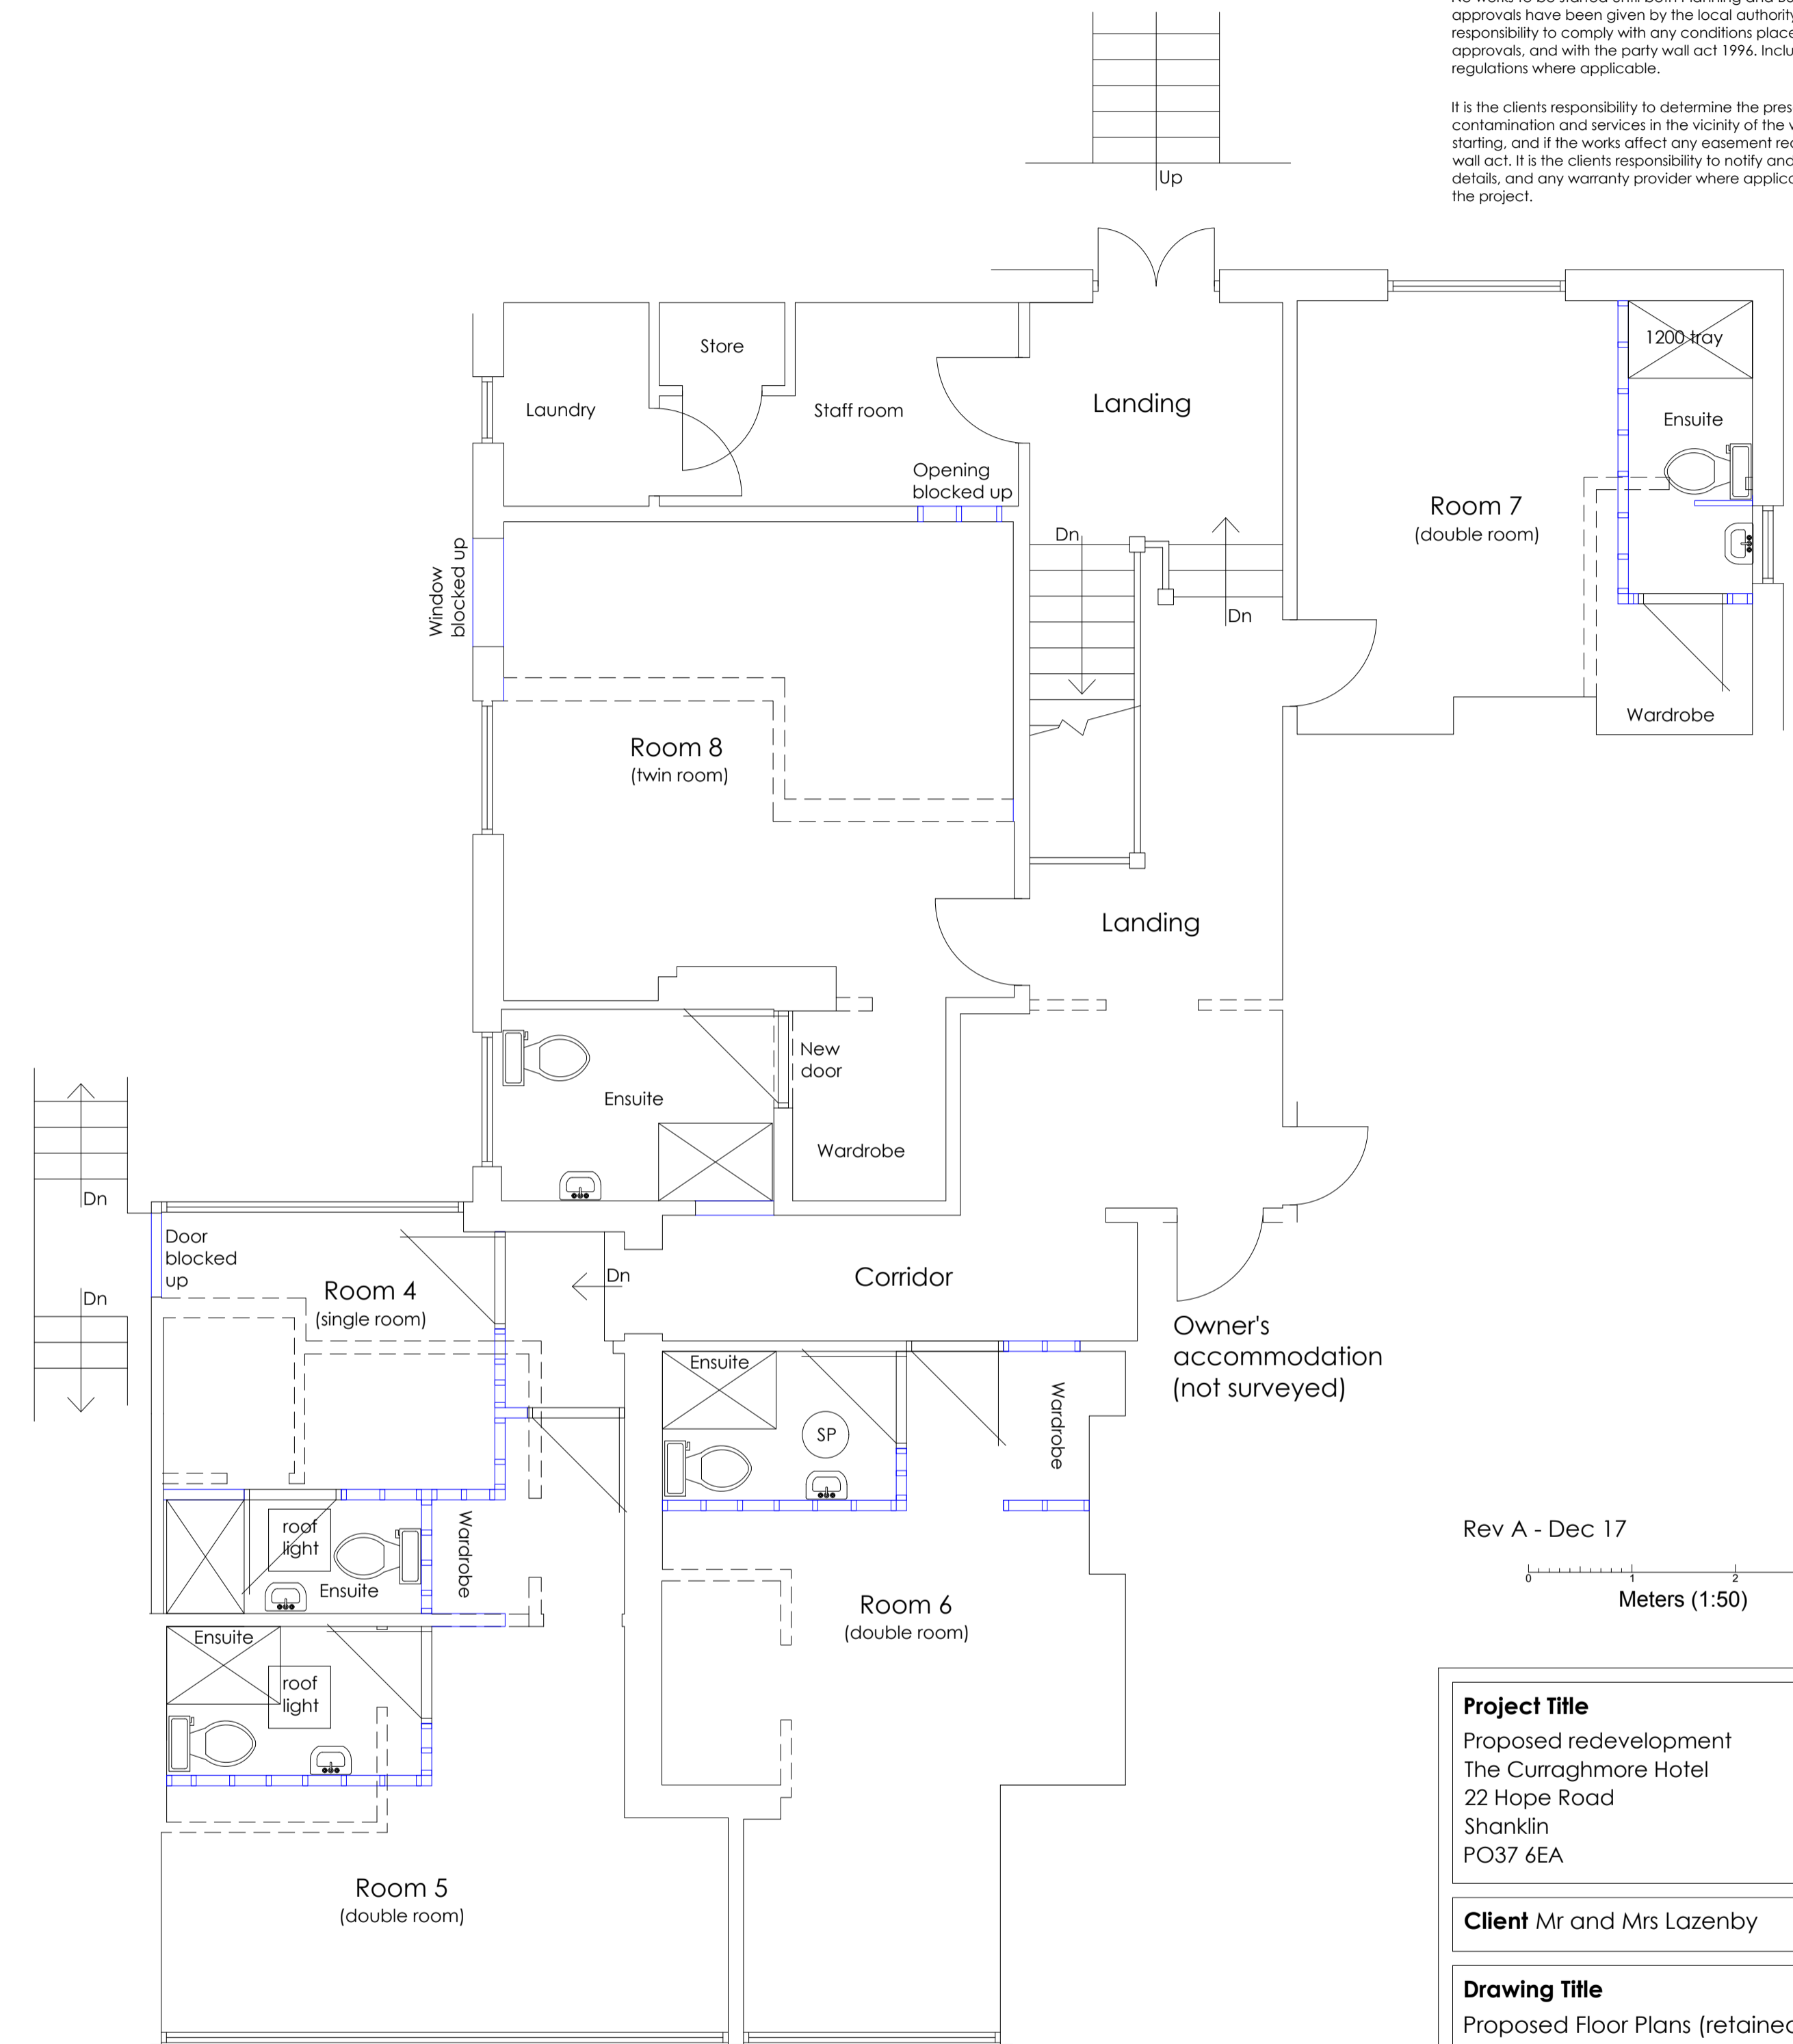 approvals have been given by the local authority
responsibility to comply with any conditions place
approvals, and with the party wall act 1996. Inclu
regulations where applicable.
It is the clients responsibility to determine the pres
contamination and services in the vicinity of the
starting, and if the works affect any easement
wall act. It is the clients responsibility to notify and
details, and any warranty provider where applica
the project.
Up
Store
Laundry
Staff room
Landing
1200 tray
Ensuite
Opening
blocked up
Room 7
(double room)
Dn
Dn
Window
blocked up
Wardrobe
Room 8
(twin room)
Landing
New
door
Ensuite
Wardrobe
Dn
Door
blocked
up
Dn
Room 4
(single room)
Dn
Corridor
Owner's
accommodation
(not surveyed)
Ensuite
Wardrobe
SP
roof
light
Ensuite
Wardrobe
Rev A - Dec 17
0 1 2
Meters (1:50)
Room 6
(double room)
Ensuite
roof
light
Project Title
Proposed redevelopment
The Curraghmore Hotel
22 Hope Road
Shanklin
PO37 6EA
Room 5
(double room)
Client Mr and Mrs Lazenby
Drawing Title
Proposed Floor Plans (retained